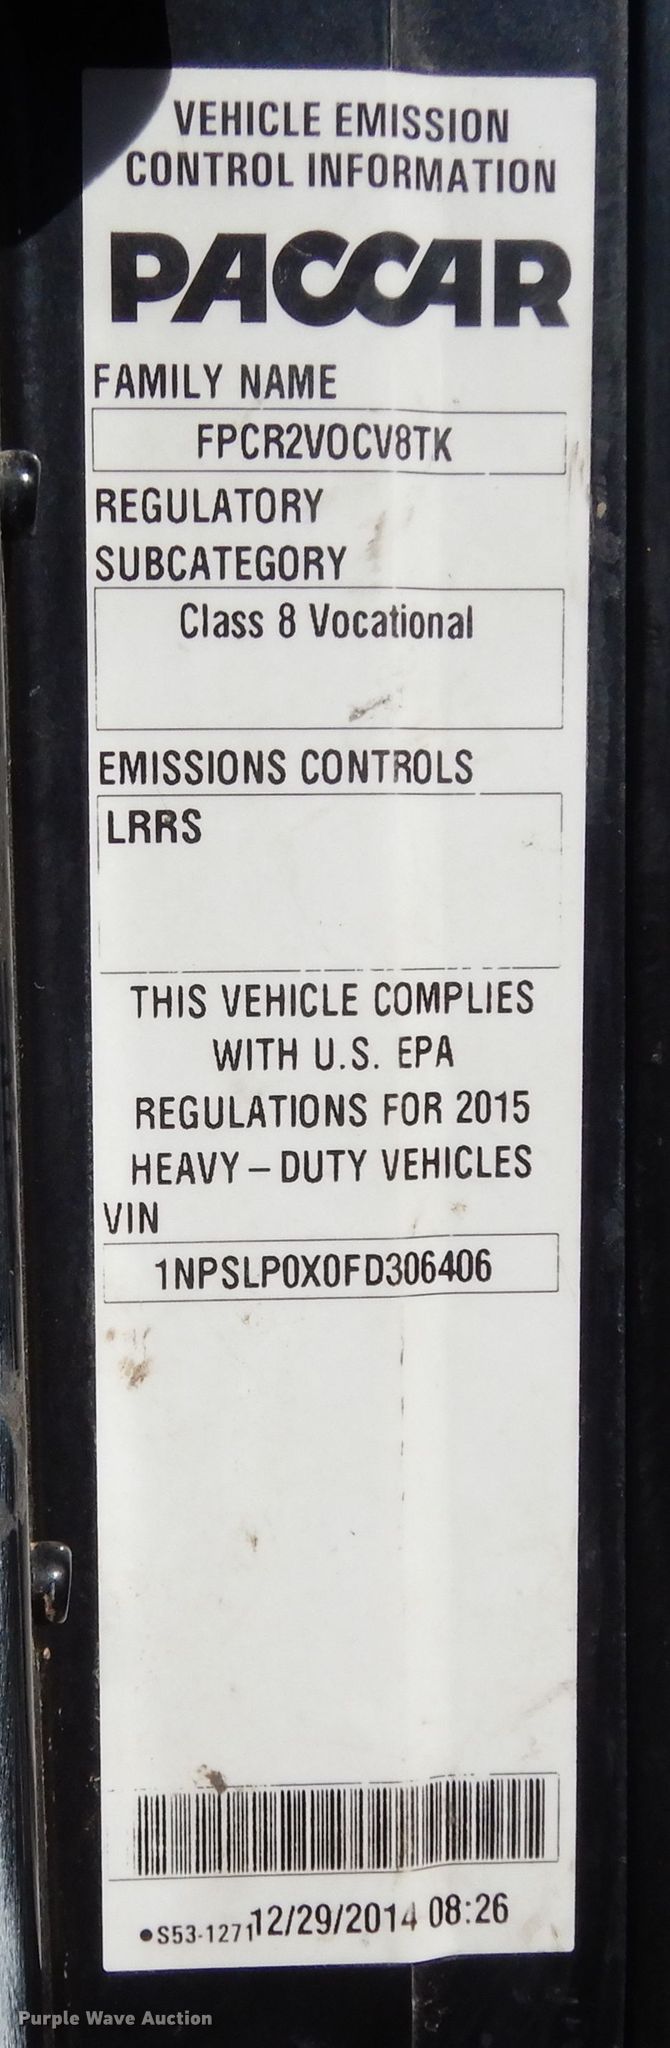 VEHICLE EMISSION
CONTROL INFORMATION
PACCAR
FAMILY NAME
FPCR2VOCV8TK
REGULATORY
SUBCATEGORY
Class 8 Vocational
EMISSIONS CONTROLS
LRRS
THIS VEHICLE COMPLIES
WITH U.S. EPA
REGULATIONS FOR 2015
HEAVY – DUTY VEHICLES
VIN
1NPSLP0X0FD306406
•S53-1271 12/29/2014 08:26
Purple Wave Auction